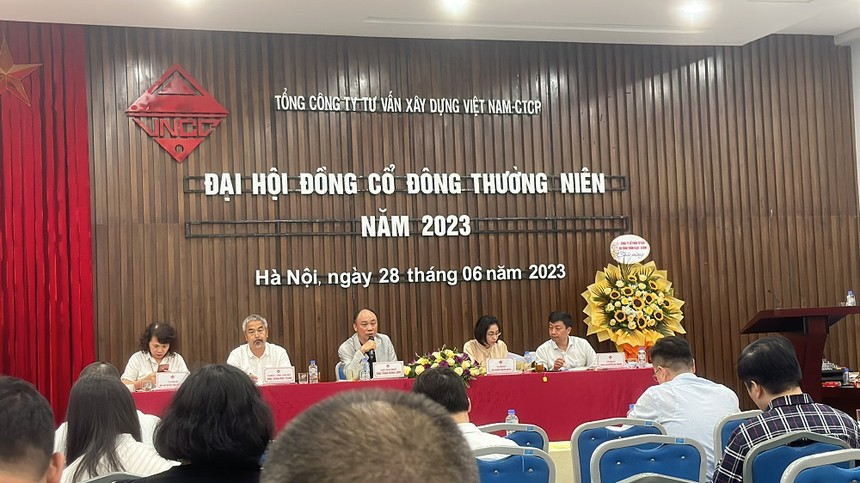 VNCC
TỔNG CÔNG TY TƯ VẤN XÂY DỰNG VIỆT NAM-CTCP
ĐẠI HỘI ĐỒNG CỔ ĐÔNG THƯỜNG NIÊN
NĂM 2023
Hà Nội, ngày 28 tháng 06 năm 2023